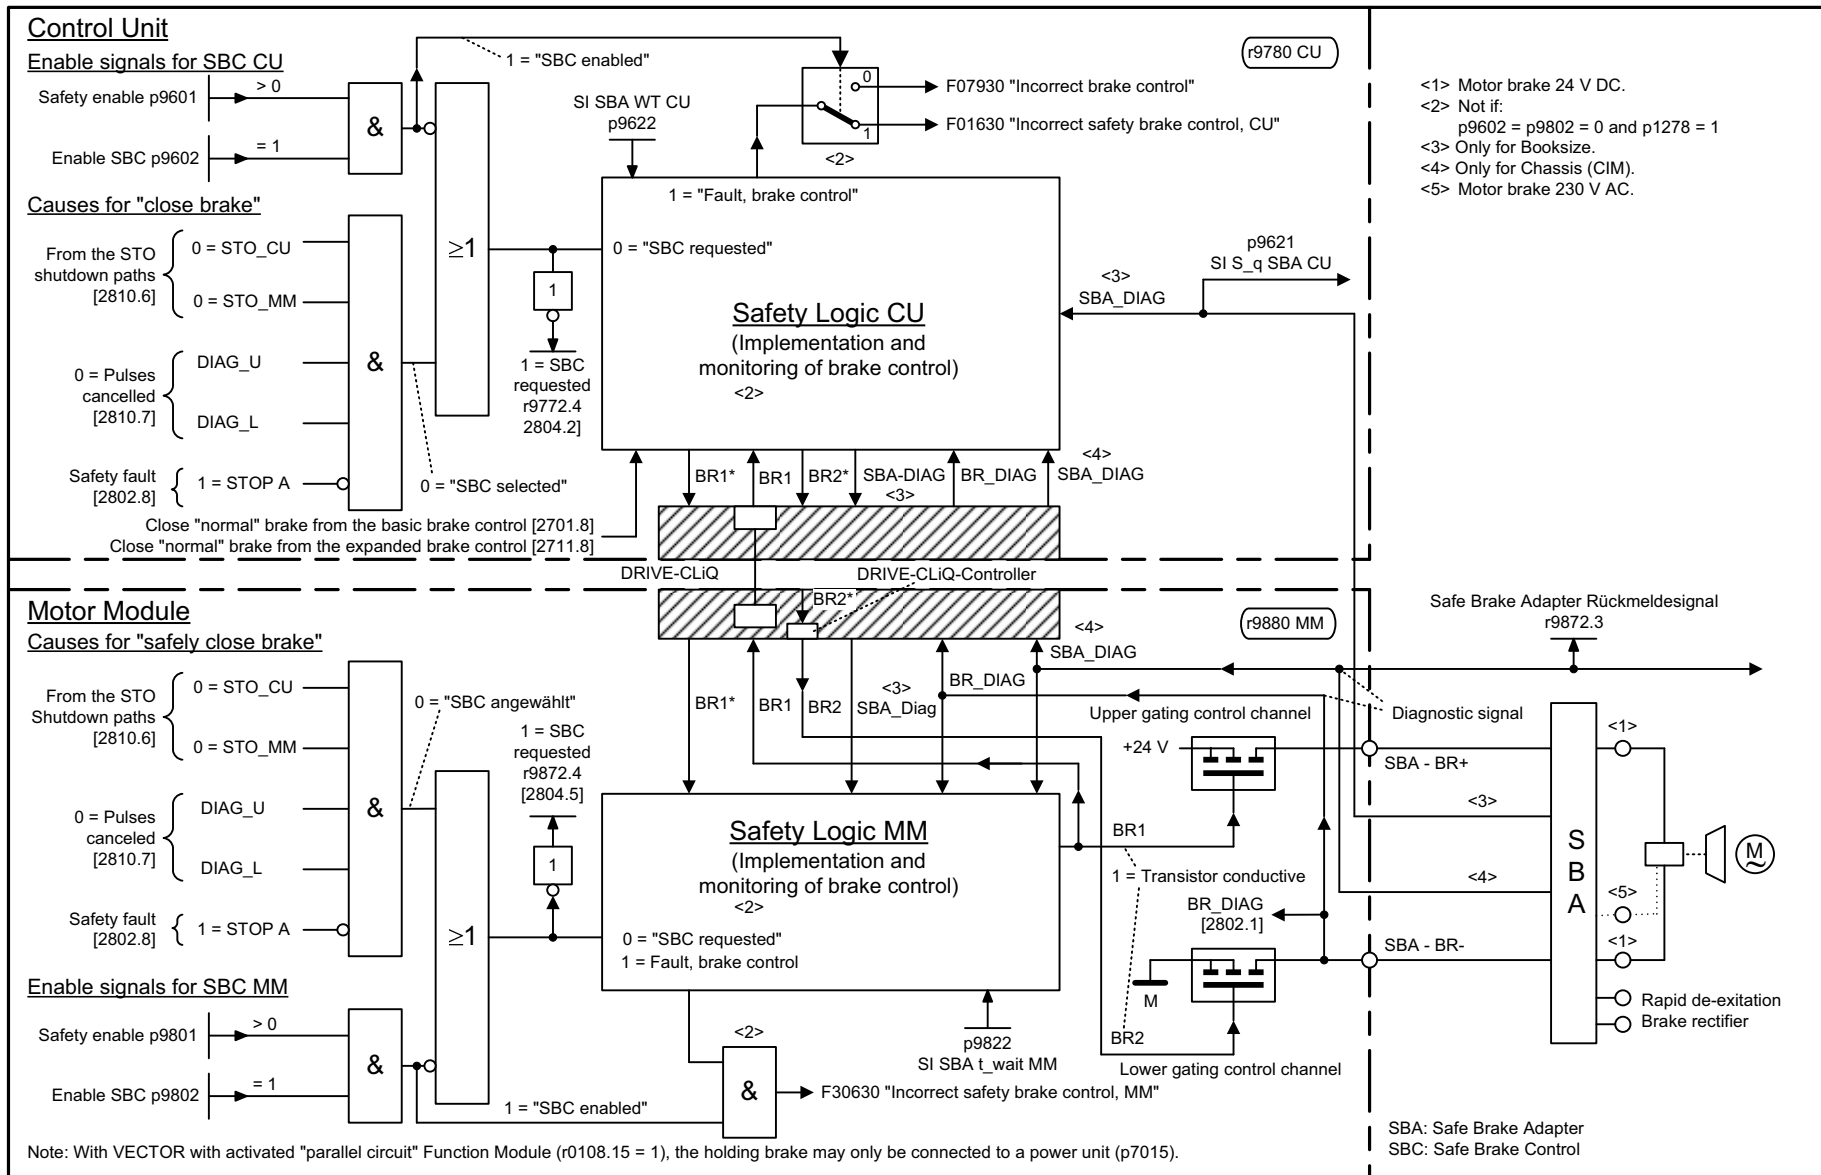 Control Unit
Enable signals for SBC CU
Safety enable p9601
> 0
Enable SBC p9602
= 1
&
1 = "SBC enabled"
Causes for "close brake"
From the STO
shutdown paths
[2810.6]
0 = STO_CU
0 = STO_MM
0 = Pulses
cancelled
[2810.7]
DIAG_U
DIAG_L
Safety fault
[2802.8]
1 = STOP A
&
0 = "SBC selected"
≥1
1
1 = SBC
requested
r9772.4
2804.2]
Close "normal" brake from the basic brake control [2701.8]
Close "normal" brake from the expanded brake control [2711.8]
SI SBA WT CU
p9622
0
1
<2>
F07930 "Incorrect brake control"
F01630 "Incorrect safety brake control, CU"
r9780 CU
1 = "Fault, brake control"
0 = "SBC requested"
Safety Logic CU
(Implementation and
monitoring of brake control)
<2>
<3>
SBA_DIAG
p9621
SI S_q SBA CU
BR1*
BR1
BR2*
SBA-DIAG
<3>
BR_DIAG
<4>
SBA_DIAG
<1> Motor brake 24 V DC.
<2> Not if:
p9602 = p9802 = 0 and p1278 = 1
<3> Only for Booksize.
<4> Only for Chassis (CIM).
<5> Motor brake 230 V AC.
DRIVE-CLiQ
DRIVE-CLiQ-Controller
BR2*
Motor Module
Causes for "safely close brake"
From the STO
Shutdown paths
[2810.6]
0 = STO_CU
0 = STO_MM
0 = Pulses
canceled
[2810.7]
DIAG_U
DIAG_L
Safety fault
[2802.8]
1 = STOP A
&
0 = "SBC angewählt"
≥1
1 = SBC
requested
r9872.4
[2804.5]
1
Enable signals for SBC MM
Safety enable p9801
> 0
Enable SBC p9802
= 1
&
1 = "SBC enabled"
BR1*
BR1
BR2
<3>
SBA_Diag
BR_DIAG
<4>
SBA_DIAG
r9880 MM
Safe Brake Adapter Rückmeldesignal
r9872.3
Diagnostic signal
Upper gating control channel
+24 V
Safety Logic MM
(Implementation and
monitoring of brake control)
<2>
0 = "SBC requested"
1 = Fault, brake control
BR1
1 = Transistor conductive
BR_DIAG
[2802.1]
M
BR2
Lower gating control channel
p9822
SI SBA t_wait MM
<2>
&
F30630 "Incorrect safety brake control, MM"
SBA - BR+
<3>
<4>
SBA - BR-
S
B
A
<1>
<5>
<1>
M
~
Rapid de-exitation
Brake rectifier
Note: With VECTOR with activated "parallel circuit" Function Module (r0108.15 = 1), the holding brake may only be connected to a power unit (p7015).
SBA: Safe Brake Adapter
SBC: Safe Brake Control